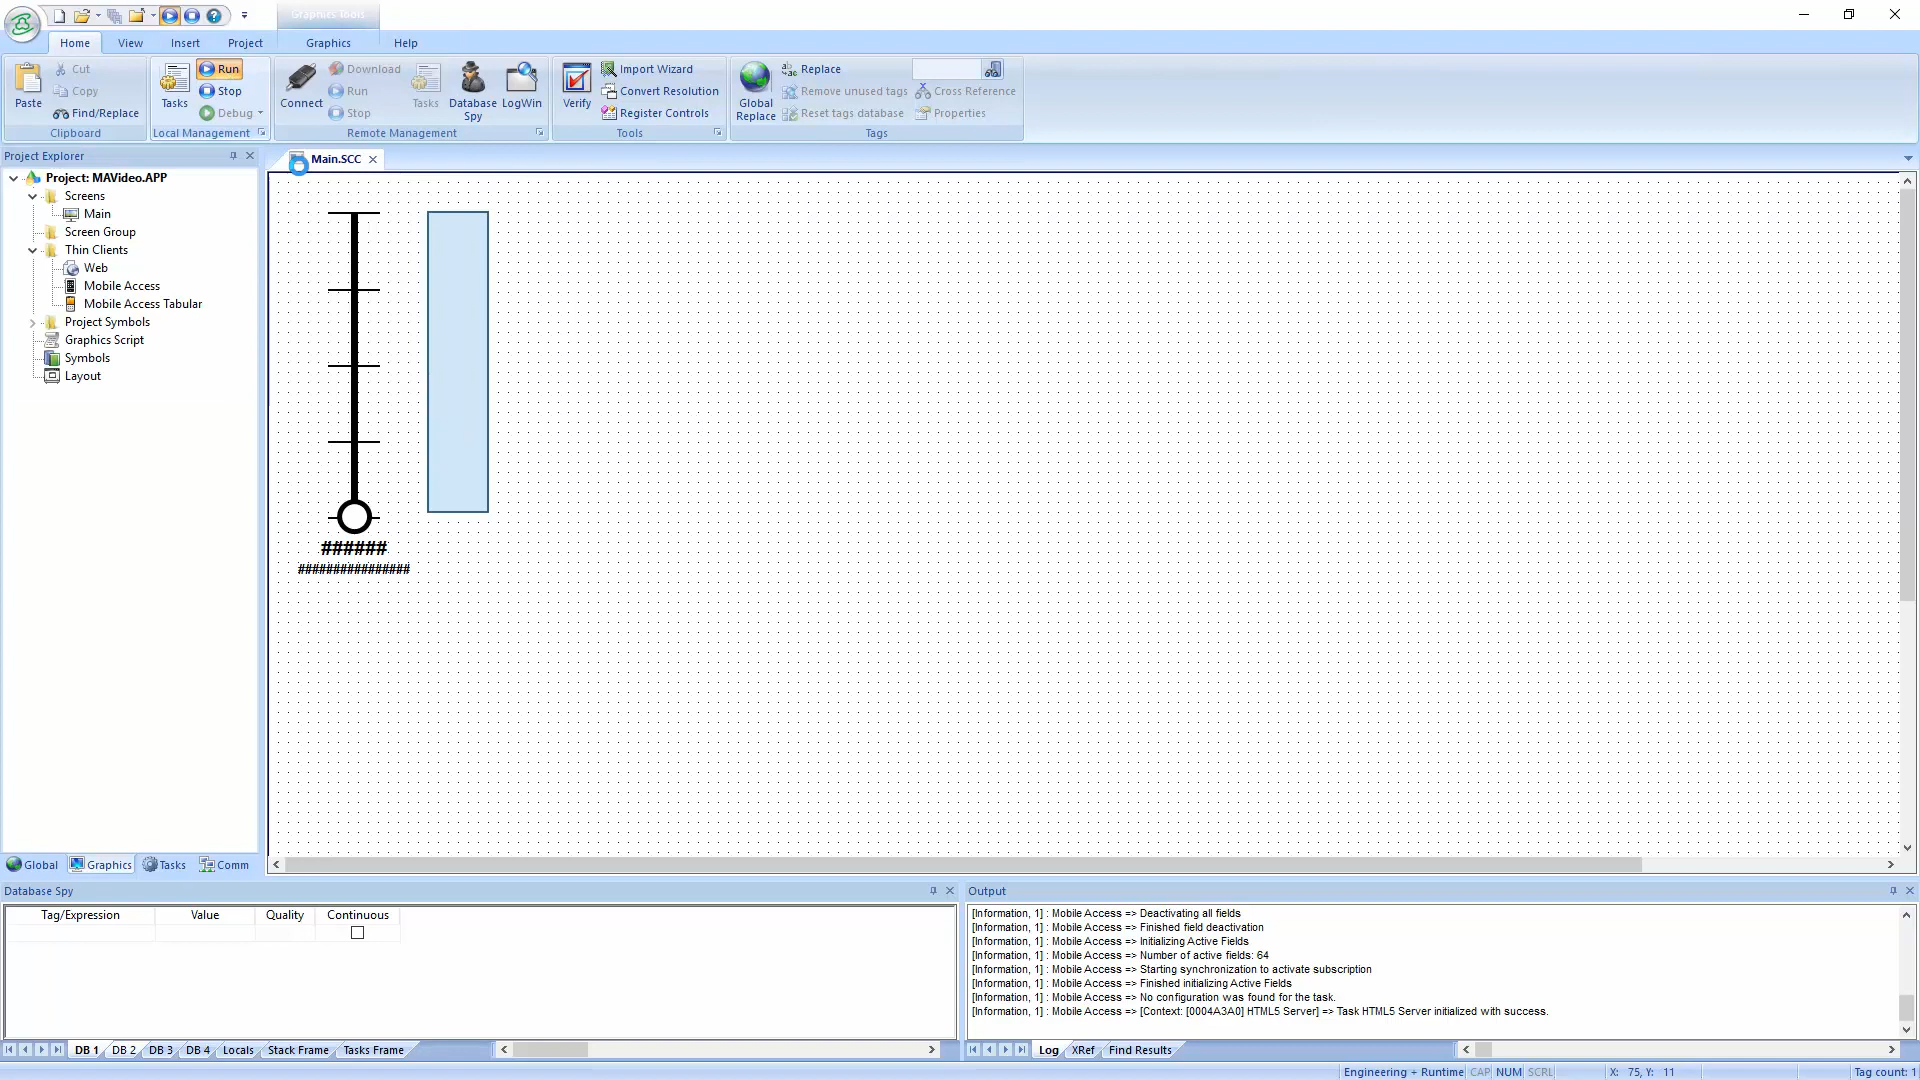 Graphics Tools
Home View Insert Project Graphics Help
Paste Cut Copy Find/Replace Clipboard
Tasks Run Stop Debug Local Management
Connect Download Run Stop Tasks Database Spy LogWin Remote Management
Verify Import Wizard Convert Resolution Register Controls Tools
Global Replace Replace Remove unused tags Reset tags database Cross Reference Properties Tags
Project Explorer
Main.SCC
Project: MAVideo.APP
Screens
Main
Screen Group
Thin Clients
Web
Mobile Access
Mobile Access Tabular
Project Symbols
Graphics Script
Symbols
Layout
######
################
Global Graphics Tasks Comm
Database Spy
Tag/Expression Value Quality Continuous
DB 1 DB 2 DB 3 DB 4 Locals Stack Frame Tasks Frame
Output
[Information, 1] : Mobile Access => Deactivating all fields
[Information, 1] : Mobile Access => Finished field deactivation
[Information, 1] : Mobile Access => Initializing Active Fields
[Information, 1] : Mobile Access => Number of active fields: 64
[Information, 1] : Mobile Access => Starting synchronization to activate subscription
[Information, 1] : Mobile Access => Finished initializing Active Fields
[Information, 1] : Mobile Access => No configuration was found for the task.
[Information, 1] : Mobile Access => [Context: [0004A3A0] HTML5 Server] => Task HTML5 Server initialized with success.
Log XRef Find Results
Engineering + Runtime CAP NUM SCRL X: 75, Y: 11 Tag count: 1